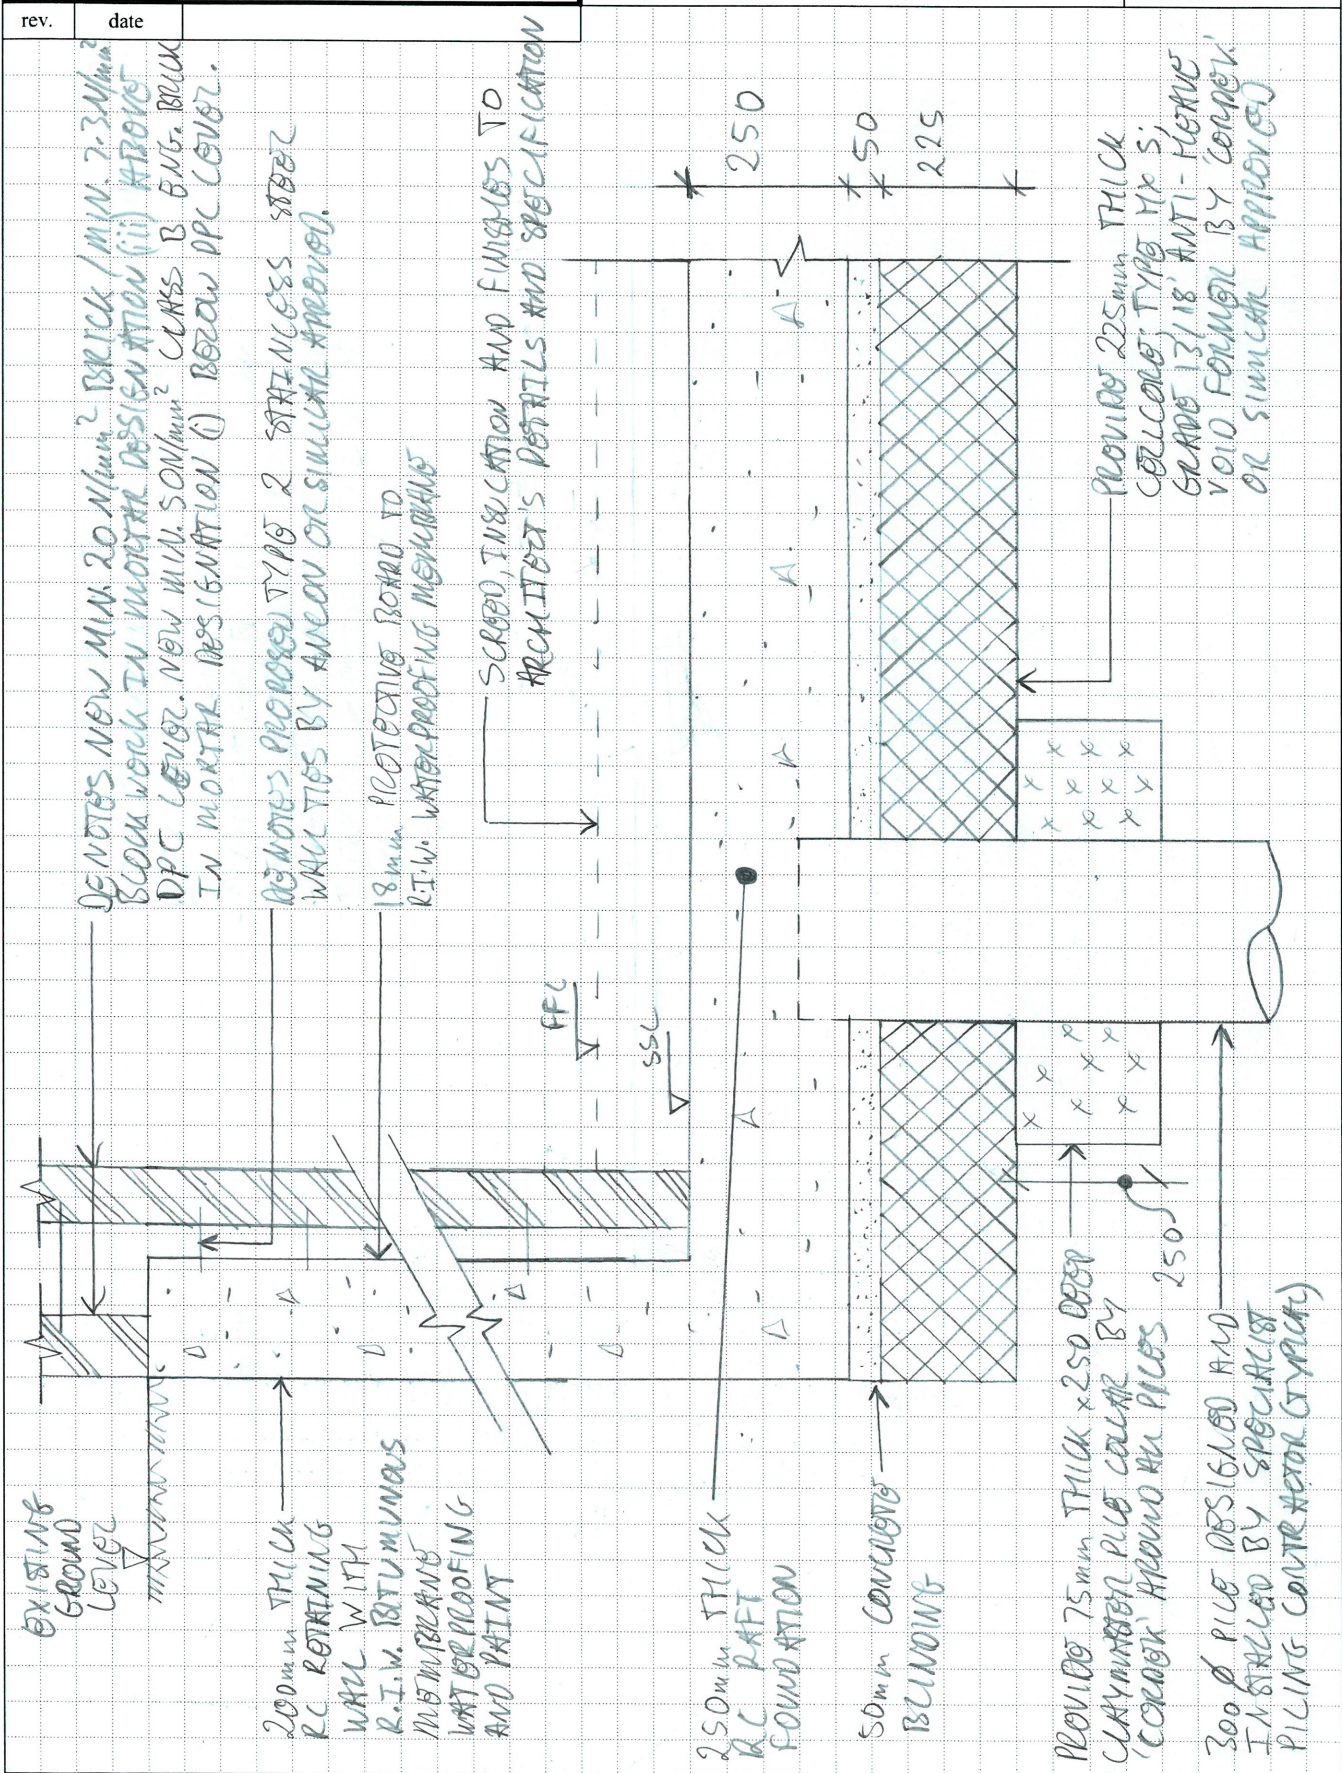 rev.
date
EXISTING
GROUND
LEVEL
DENOTES NEW MIN. 20 N/mm² BRICK / MIN. 7.3 N/mm²
BLOCKWORK IN MORTAR DESIGNATION (iii) ABOVE
DPC LEVEL. NEW MIN. 50N/mm² CLASS B ENG. BRICK
IN MORTAR DESIGNATION (i) BELOW DPC LEVEL.
DENOTES PROPOSED TYPE 2 STAINLESS STEEL
WALL TIES BY ANCON OR SIMILAR APPROVED.
18mm PROTECTIVE BOARD TO
R.I.W. WATERPROOFING MEMBRANE
SCREED, INSULATION AND FINISHES TO
ARCHITECT'S DETAILS AND SPECIFICATION
200mm THICK
RC RETAINING
WALL WITH
R.I.W. BITUMINOUS
MEMBRANE
WATERPROOFING
AND PAINT
FFL
SSL
250
50
225
250mm THICK
RC RAFT
FOUNDATION
50mm CONCRETE
BLINDING
PROVIDE 75mm THICK x 250 DEEP
CLAYMASTER PILE COLLAR BY
'CORDEK' AROUND ALL PILES
250
300 Ø PILE DESIGNED AND
INSTALLED BY SPECIALIST
PILING CONTRACTOR (TYPICAL)
PROVIDE 225mm THICK
CELLCORE TYPE HX S;
GRADE 13/18' ANTI-HEAVE
VOID FORMER BY 'CORDEK'
OR SIMILAR APPROVED